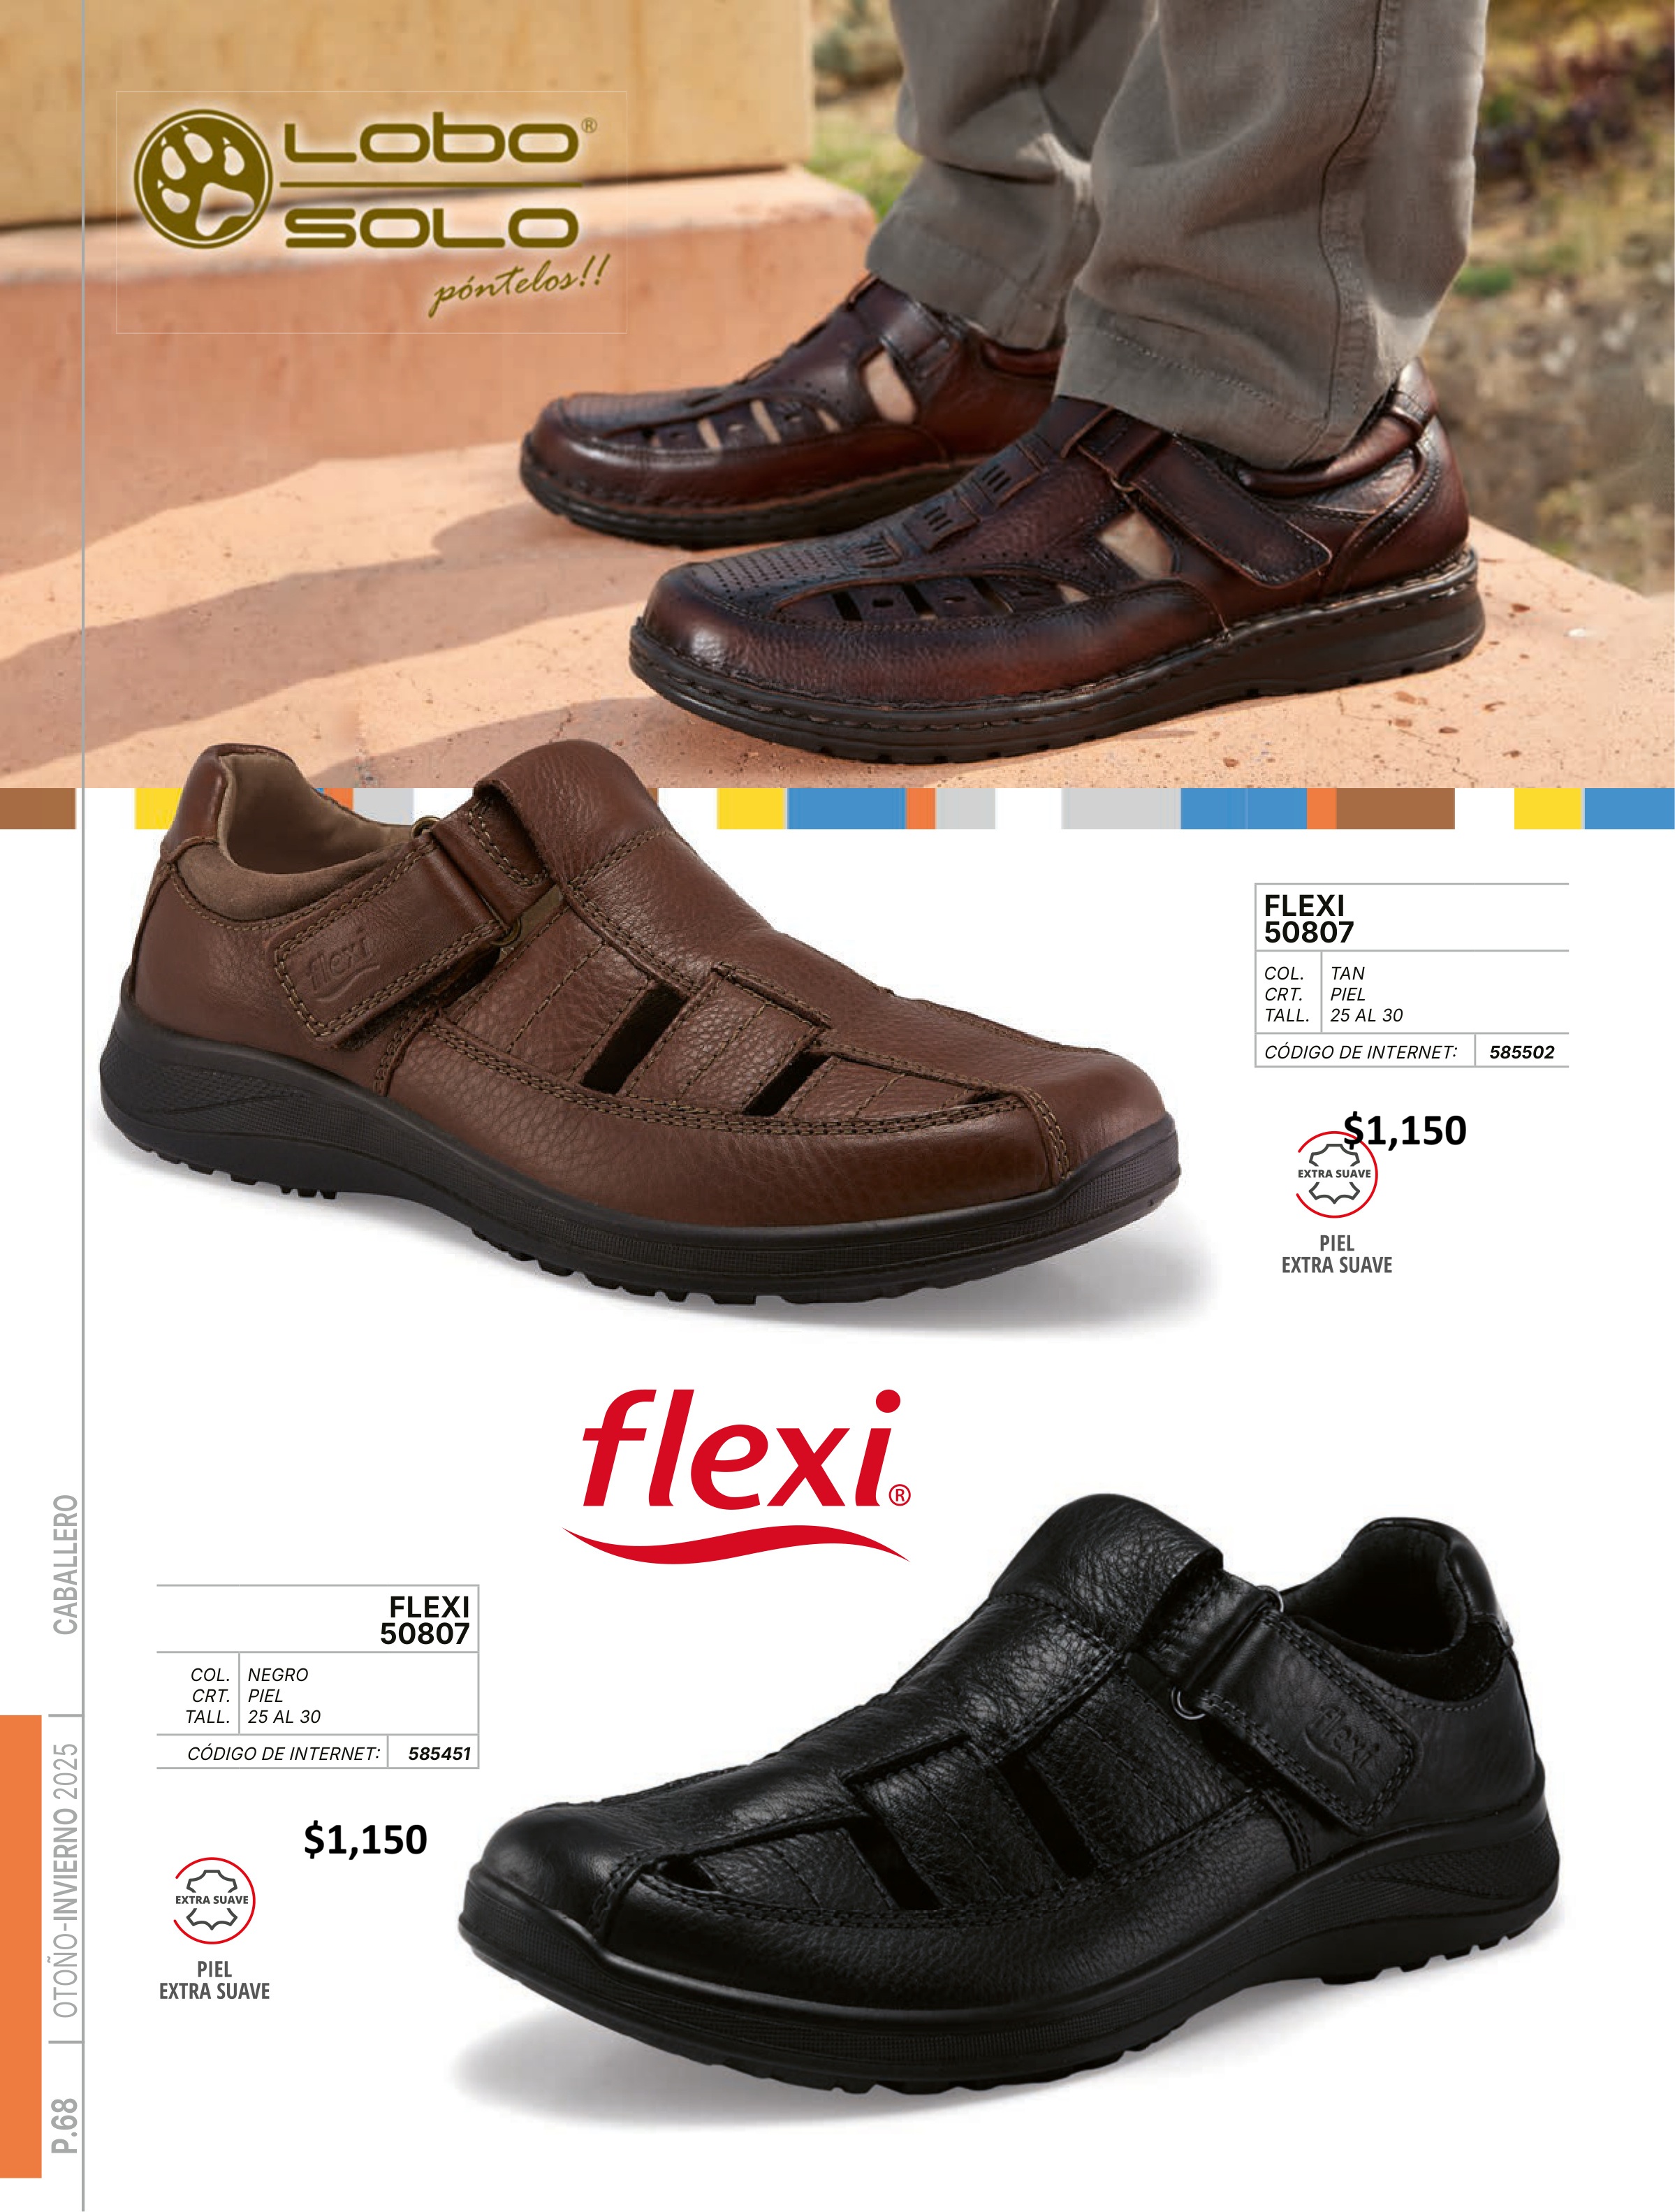 LOBO®
SOLO
póntelos!!
flexi
FLEXI
50807
COL. TAN
CRT. PIEL
TALL. 25 AL 30
CÓDIGO DE INTERNET: 585502
$1,150
EXTRA SUAVE
PIEL
EXTRA SUAVE
flexi®
FLEXI
50807
COL. NEGRO
CRT. PIEL
TALL. 25 AL 30
CÓDIGO DE INTERNET: 585451
$1,150
EXTRA SUAVE
PIEL
EXTRA SUAVE
flexi
CABALLERO
OTOÑO-INVIERNO 2025
P.68